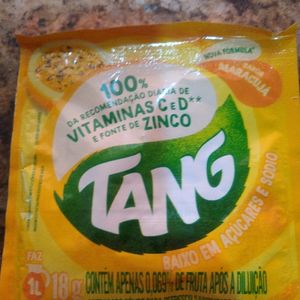 100%
DA RECOMENDAÇÃO DIÁRIA DE
VITAMINAS C E D**
E FONTE DE ZINCO
NOVA FÓRMULA*
MARACUJÁ
TANG
BAIXO EM AÇÚCARES E SÓDIO
FAZ
1L
18g
CONTÉM APENAS 0,069% DE FRUTA APÓS A DILUIÇÃO